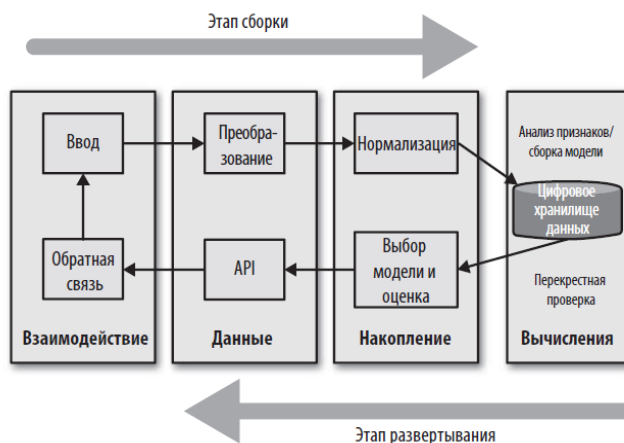 Этап сборки
Ввод
Преобра-
зование
Нормализация
Анализ признаков/
сборка модели
Цифровое
хранилище
данных
Обратная
связь
API
Выбор
модели и
оценка
Перекрестная
проверка
Взаимодействие
Данные
Накопление
Вычисления
Этап развертывания